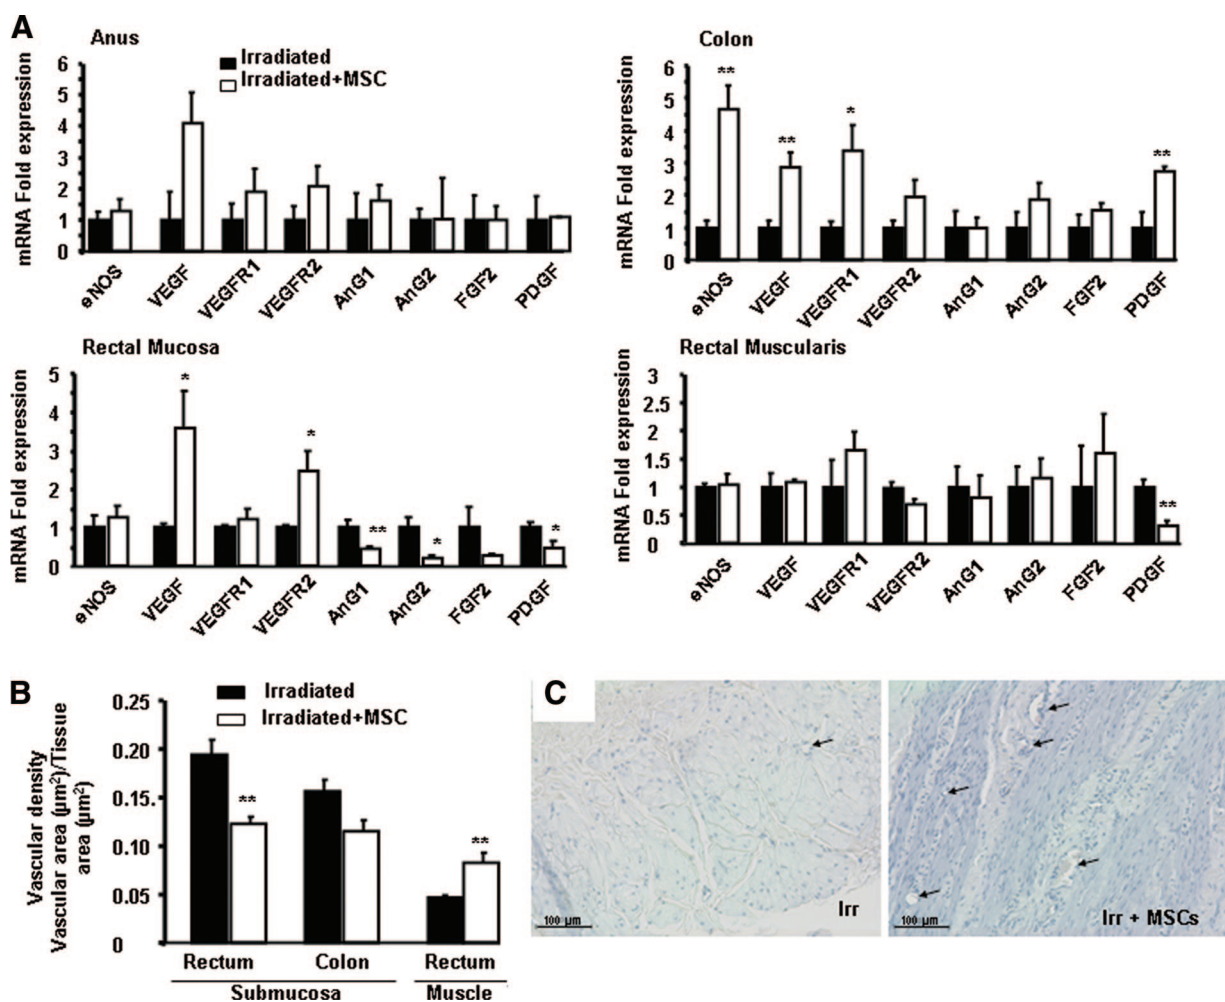 A
Anus
Irradiated
Irradiated+MSC
mRNA Fold expression
6
5
4
3
2
1
0
eNOS
VEGF
VEGFR1
VEGFR2
AnG1
AnG2
FGF2
PDGF
Colon
mRNA Fold expression
6
5
4
3
2
1
0
**
**
*
**
eNOS
VEGF
VEGFR1
VEGFR2
AnG1
AnG2
FGF2
PDGF
Rectal Mucosa
mRNA Fold expression
5
4
3
2
1
0
*
*
**
*
*
eNOS
VEGF
VEGFR1
VEGFR2
AnG1
AnG2
FGF2
PDGF
Rectal Muscularis
mRNA Fold expression
3
2.5
2
1.5
1
0.5
0
**
eNOS
VEGF
VEGFR1
VEGFR2
AnG1
AnG2
FGF2
PDGF
B
Irradiated
Irradiated+MSC
Vascular density
Vascular area (µm²)/Tissue
area (µm²)
0.25
0.20
0.15
0.10
0.05
0
**
**
Rectum
Colon
Rectum
Submucosa
Muscle
C
100 µm
Irr
100 µm
Irr + MSCs